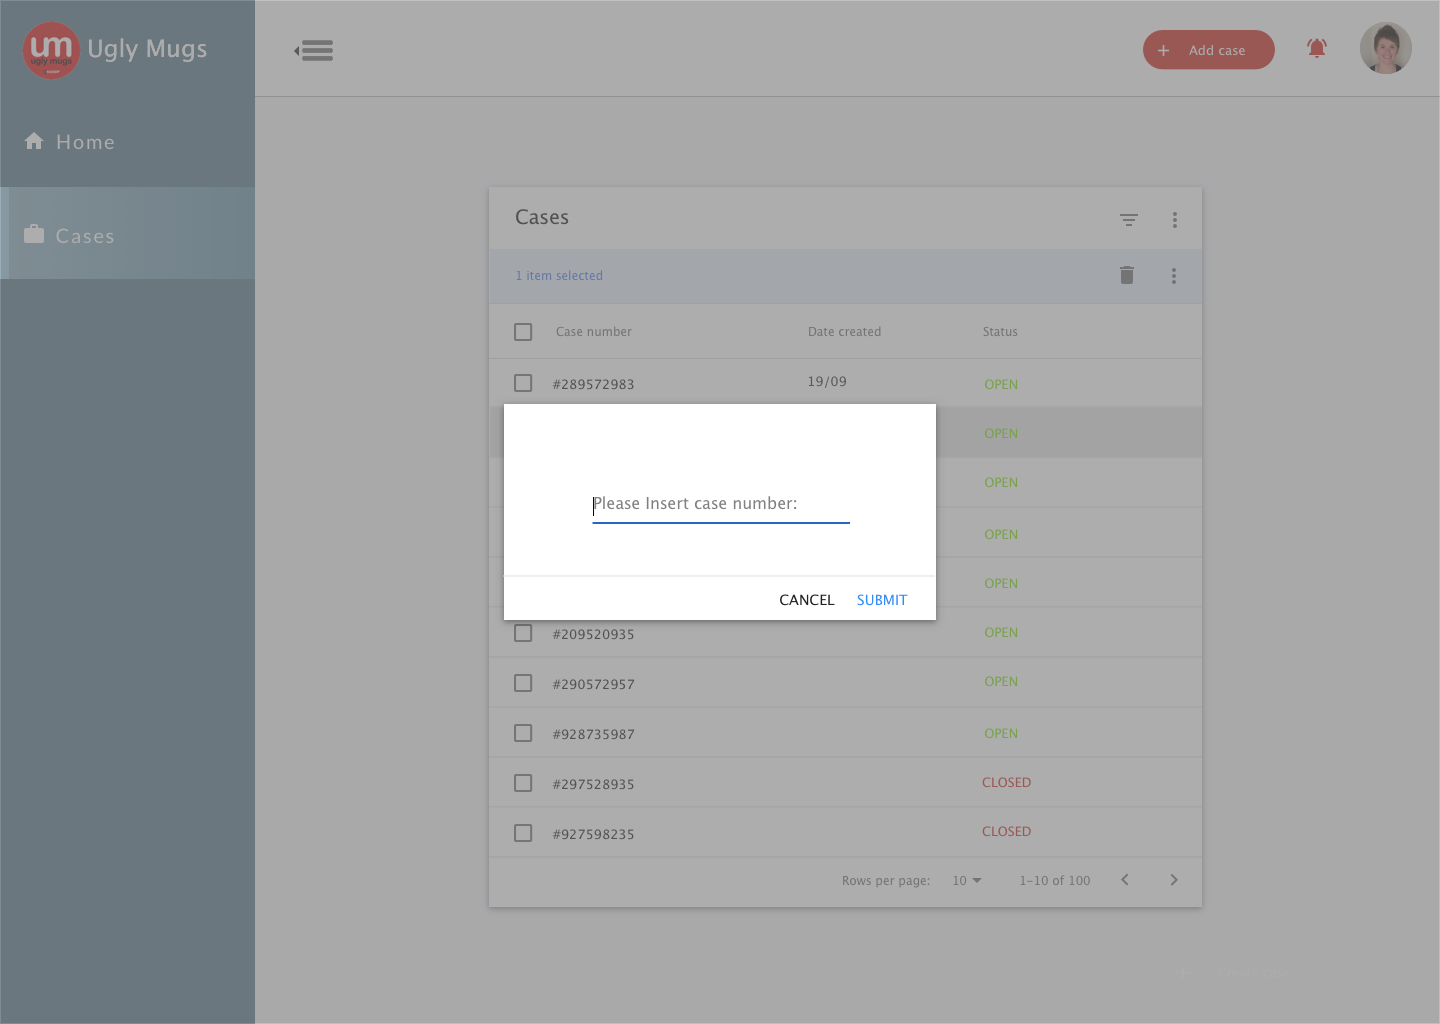 um
ugly mugs
Ugly Mugs
Add case
Home
Cases
Cases
1 item selected
Case number Date created Status
#289572983 19/09 OPEN
OPEN
OPEN
Please Insert case number:
OPEN
OPEN
CANCEL SUBMIT
#209520935 OPEN
#290572957 OPEN
#928735987 OPEN
#297528935 CLOSED
#927598235 CLOSED
Rows per page: 10 1-10 of 100